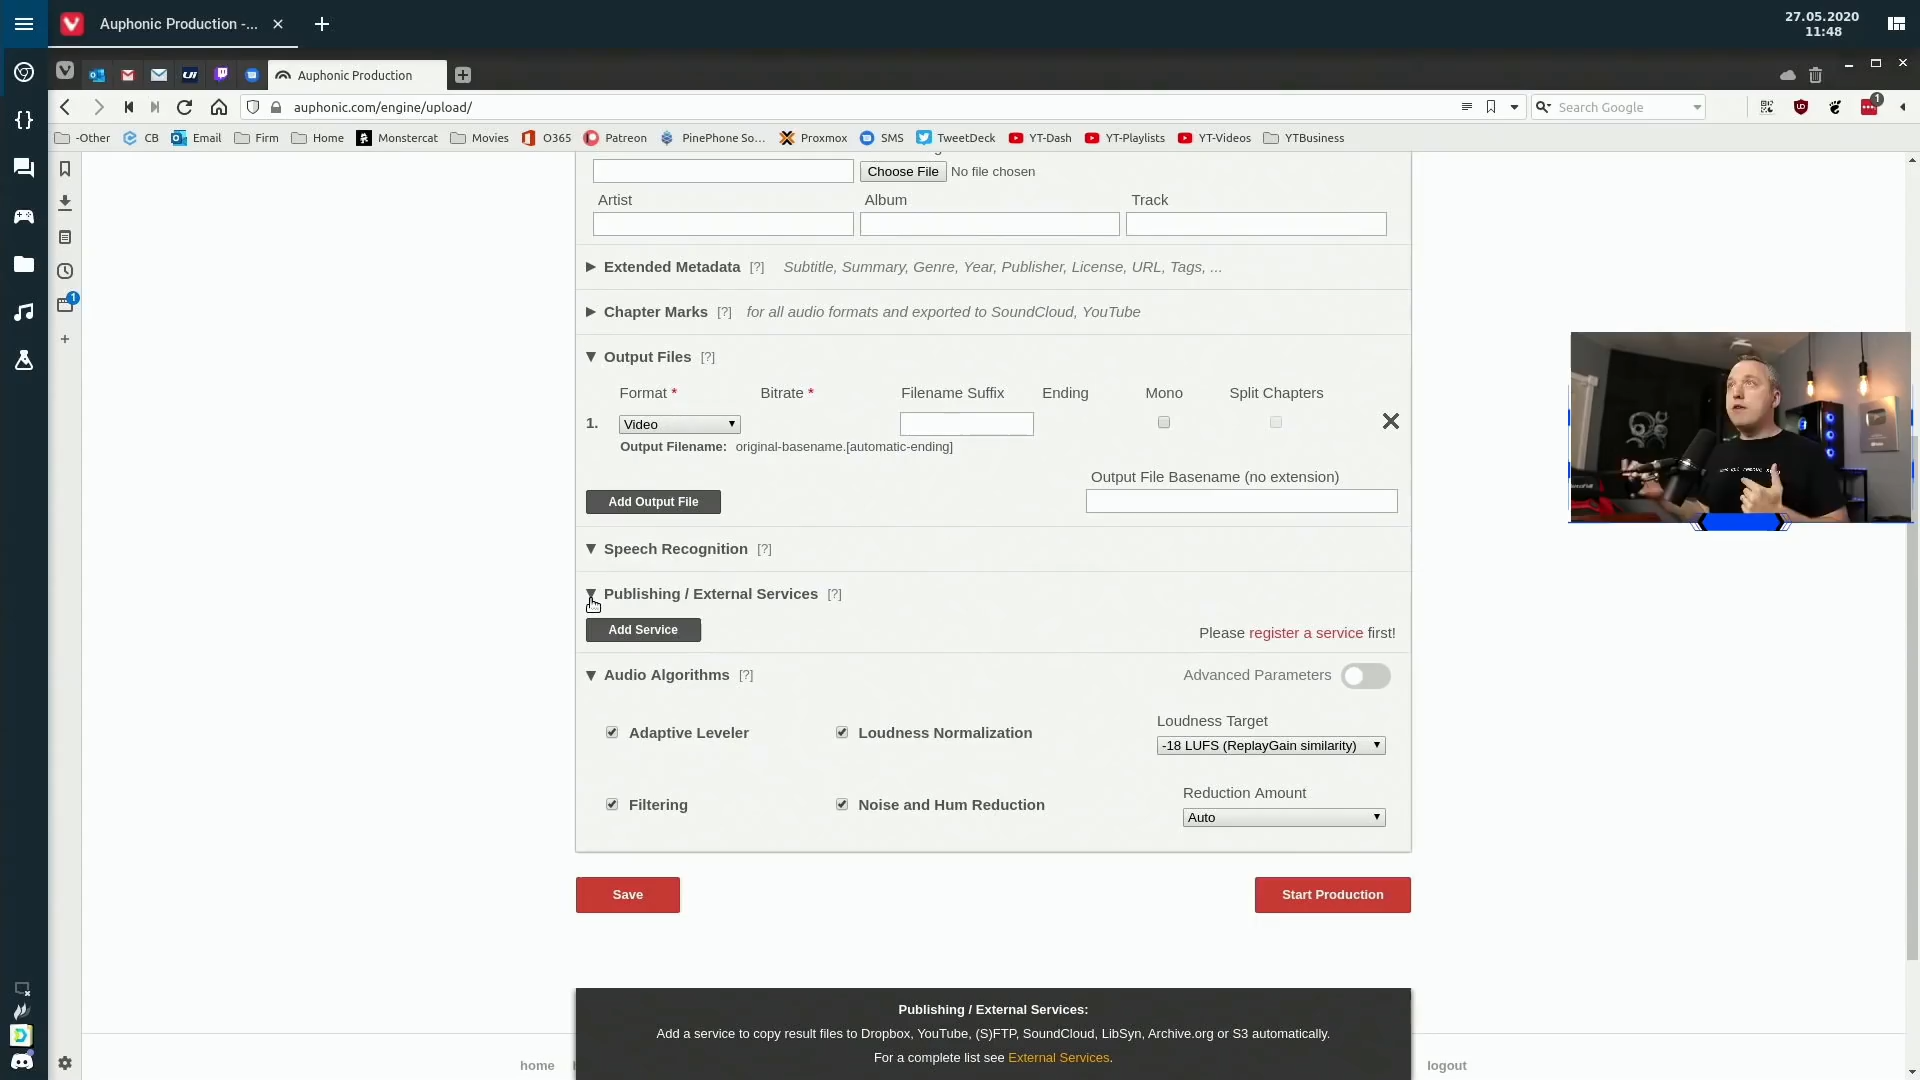 Auphonic Production -...
27.05.2020
11:48
Auphonic Production
auphonic.com/engine/upload/
Search Google
1
-Other
CB
Email
Firm
Home
Monstercat
Movies
O365
Patreon
PinePhone So...
Proxmox
SMS
TweetDeck
YT-Dash
YT-Playlists
YT-Videos
YTBusiness
1
Choose File No file chosen
Artist
Album
Track
Extended Metadata [?] Subtitle, Summary, Genre, Year, Publisher, License, URL, Tags, ...
Chapter Marks [?] for all audio formats and exported to SoundCloud, YouTube
Output Files [?]
Format * Bitrate * Filename Suffix Ending Mono Split Chapters
1. Video
Output Filename: original-basename.[automatic-ending]
Output File Basename (no extension)
Add Output File
Speech Recognition [?]
Publishing / External Services [?]
Add Service
Please register a service first!
Audio Algorithms [?]
Advanced Parameters
Adaptive Leveler
Loudness Normalization
Loudness Target
-18 LUFS (ReplayGain similarity)
Filtering
Noise and Hum Reduction
Reduction Amount
Auto
Save
Start Production
Publishing / External Services:
Add a service to copy result files to Dropbox, YouTube, (S)FTP, SoundCloud, LibSyn, Archive.org or S3 automatically.
For a complete list see External Services.
home
logout